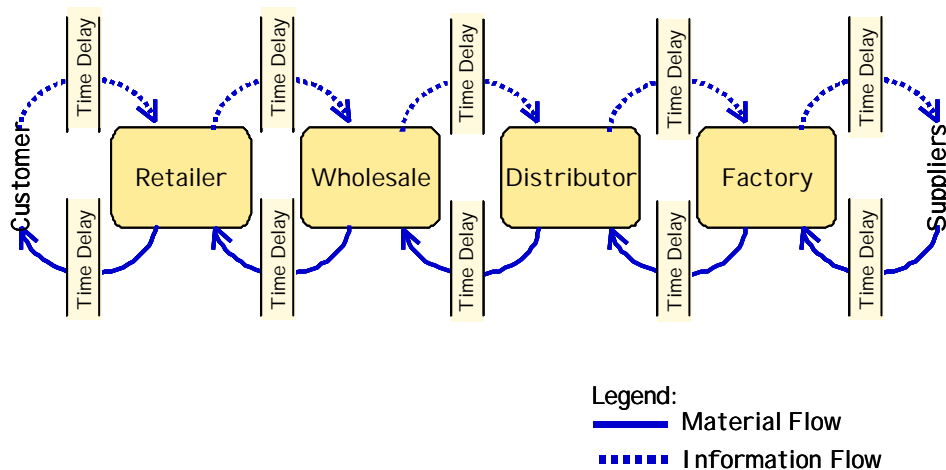 Time Delay
Time Delay
Time Delay
Time Delay
Time Delay
Customer
Retailer
Wholesale
Distributor
Factory
Suppliers
Time Delay
Time Delay
Time Delay
Time Delay
Time Delay
Legend:
Material Flow
Information Flow